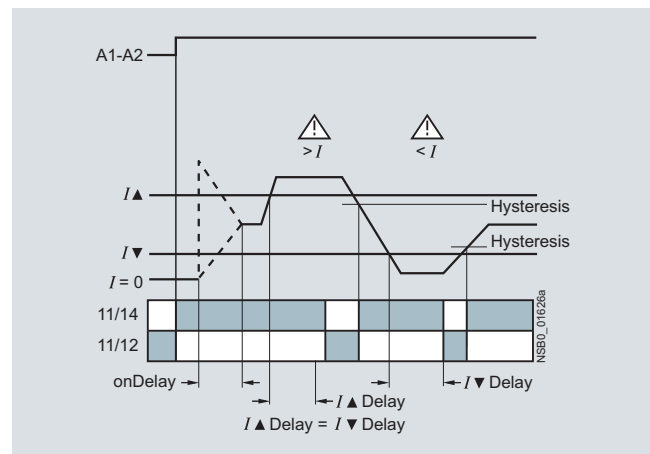 A1-A2
> I
< I
I ▲
Hysteresis
I ▼
Hysteresis
I = 0
11/14
11/12
NSB0_01626a
onDelay
I ▼ Delay
I ▲ Delay
I ▲ Delay = I ▼ Delay